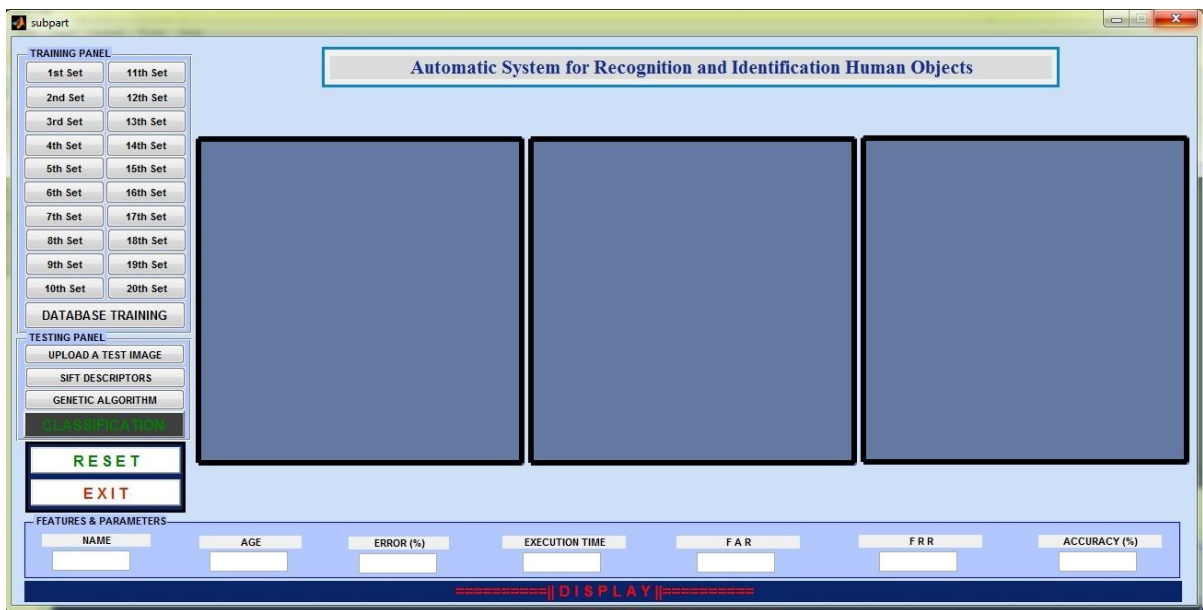 subpart
Automatic System for Recognition and Identification Human Objects
TRAINING PANEL
1st Set 11th Set
2nd Set 12th Set
3rd Set 13th Set
4th Set 14th Set
5th Set 15th Set
6th Set 16th Set
7th Set 17th Set
8th Set 18th Set
9th Set 19th Set
10th Set 20th Set
DATABASE TRAINING
TESTING PANEL
UPLOAD A TEST IMAGE
SIFT DESCRIPTORS
GENETIC ALGORITHM
CLASSIFICATION
RESET
EXIT
FEATURES & PARAMETERS
NAME AGE ERROR (%) EXECUTION TIME F A R F R R ACCURACY (%)
==========|| D I S P L A Y ||==========